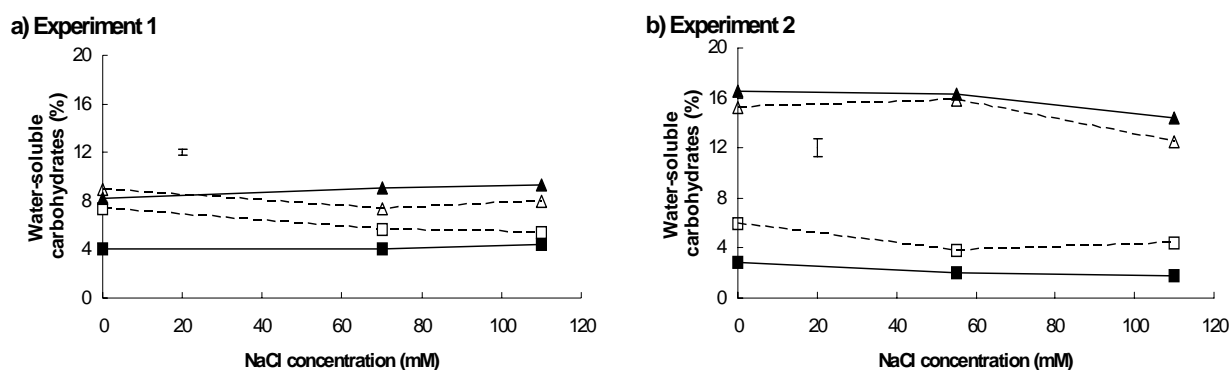 a) Experiment 1
20
16
12
8
4
0
Water-soluble
carbohydrates (%)
0 20 40 60 80 100 120
NaCl concentration (mM)
b) Experiment 2
20
16
12
8
4
0
Water-soluble
carbohydrates (%)
0 20 40 60 80 100 120
NaCl concentration (mM)